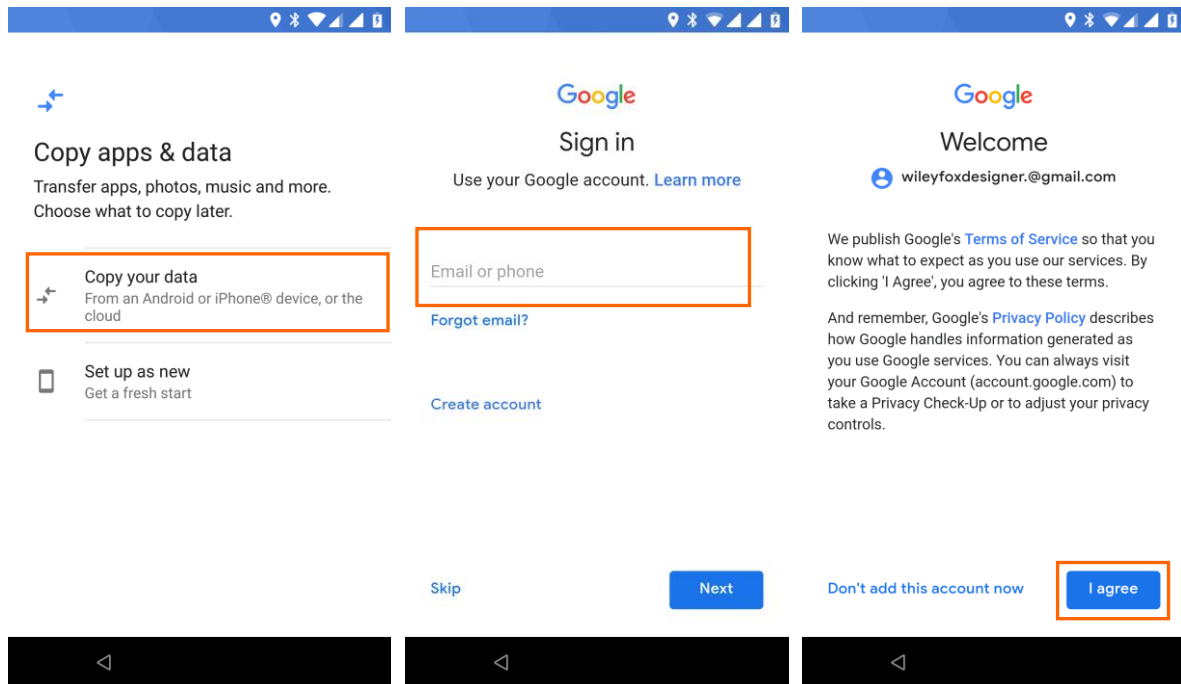 Copy apps & data
Transfer apps, photos, music and more.
Choose what to copy later.
Copy your data
From an Android or iPhone® device, or the
cloud
Set up as new
Get a fresh start
Google
Sign in
Use your Google account. Learn more
Email or phone
Forgot email?
Create account
Skip
Next
Google
Welcome
wileyfoxdesigner.@gmail.com
We publish Google's Terms of Service so that you
know what to expect as you use our services. By
clicking 'I Agree', you agree to these terms.
And remember, Google's Privacy Policy describes
how Google handles information generated as
you use Google services. You can always visit
your Google Account (account.google.com) to
take a Privacy Check-Up or to adjust your privacy
controls.
Don't add this account now
I agree